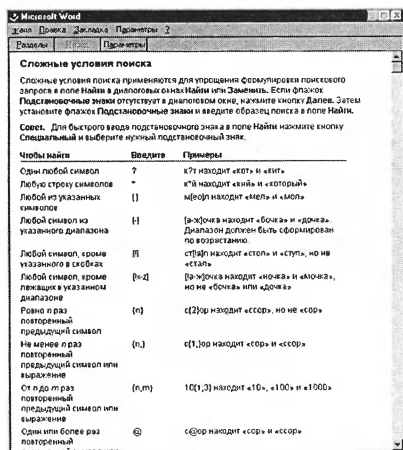 Microsoft Word
Файл Правка Закладка Параметры ?
Разделы Назад Параметры
Сложные условия поиска
Сложные условия поиска применяются для упрощения формулировки поискового
запроса в поле Найти в диалоговых окнах Найти или Заменить. Если флажок
Подстановочные знаки отсутствует в диалоговом окне, нажмите кнопку Далее. Затем
установите флажок Подстановочные знаки и введите образец поиска в поле Найти.
Совет. Для быстрого ввода подстановочного знака в поле Найти нажмите кнопку
Специальный и выберите нужный подстановочный знак.
Чтобы найти Введите Примеры
Один любой символ ? к?т находит «кот» и «кит»
Любую строку символов * к*й находит «кий» и «который»
Любой из указанных символов [] м[ео]л находит «мел» и «мол»
Любой символ из указанного диапазона [-] [а-ж]очка находит «бочка» и «дочка».
Диапазон должен быть сформирован
по возрастанию.
Любой символ, кроме указанного в скобках [!] ст[!а]л находит «стол» и «стул», но не
«стал»
Любой символ, кроме лежащих в указанном диапазоне [!x-z] [!а-ж]очка находит «ночка» и «мочка»,
но не «бочка» или «дочка»
Ровно n раз повторенный предыдущий символ {n} с{2}ор находит «ссор», но не «сор»
Не менее n раз повторенный предыдущий символ или выражение {n,} с{1,}ор находит «сор» и «ссор»
От n до m раз повторенный предыдущий символ или выражение {n,m} 10{1,3} находит «10», «100» и «1000»
Один или более раз повторенный @ с@ор находит «сор» и «ссор»